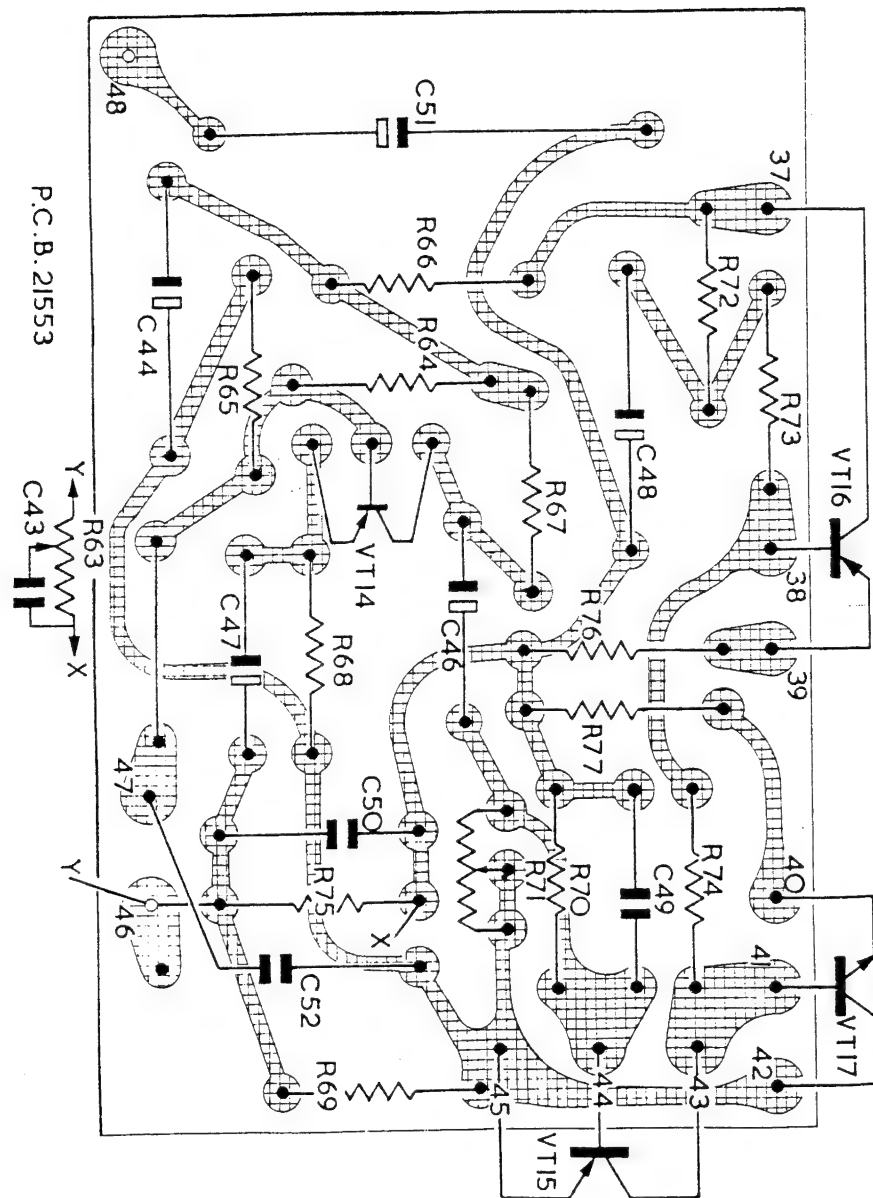 48
C51
37
P.C.B. 21553
R66
R72
C44
R65
R64
R73
C48
R67
VT16
Y
C43
R63
X
VT14
38
C47
R68
C46
R76
39
R77
47
C50
R71
R70
C49
R74
40
Y
46
R75
X
41
C52
VT17
42
R69
45
44
43
VT15